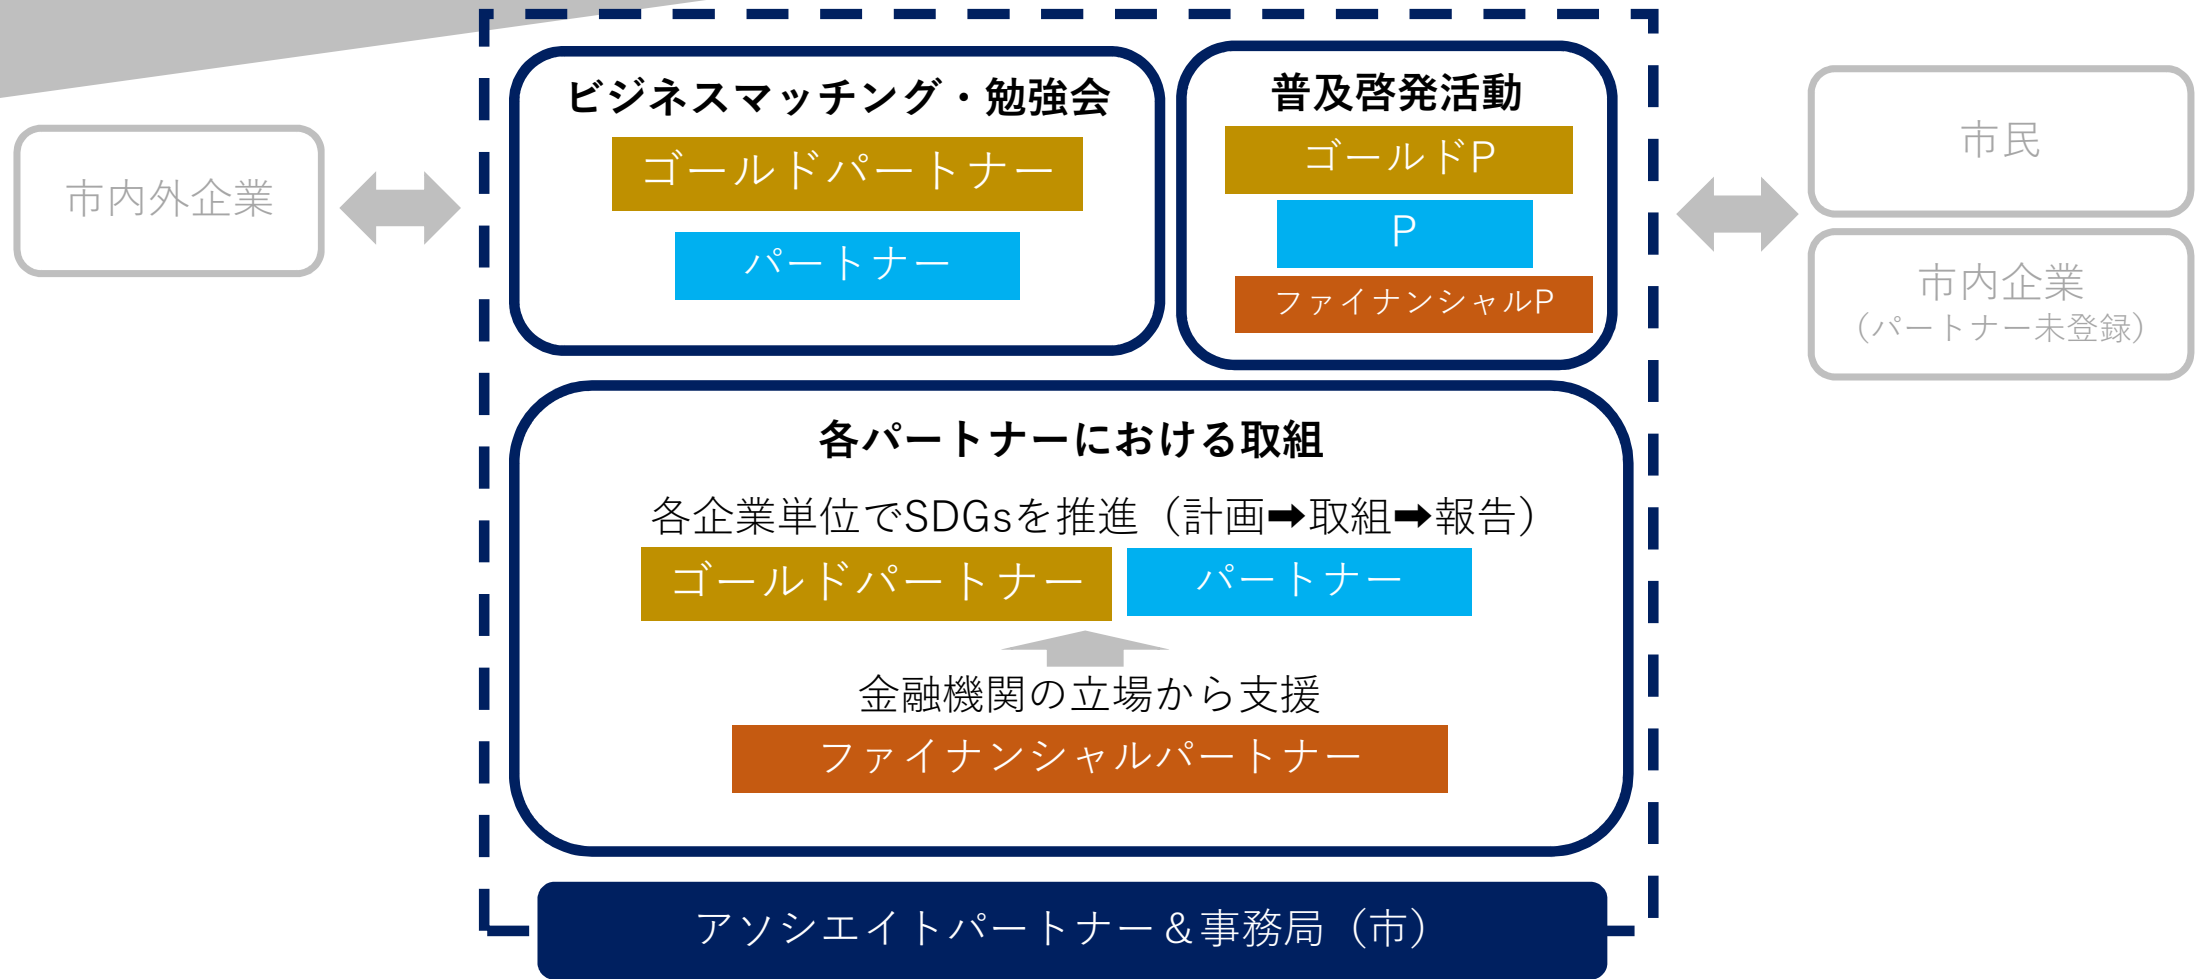 市内外企業
ビジネスマッチング・勉強会
ゴールドパートナー
パートナー
普及啓発活動
ゴールドP
P
ファイナンシャルP
市民
市内企業
（パートナー未登録）
各パートナーにおける取組
各企業単位でSDGsを推進（計画➡取組➡報告）
ゴールドパートナー
パートナー
金融機関の立場から支援
ファイナンシャルパートナー
アソシエイトパートナー＆事務局（市）